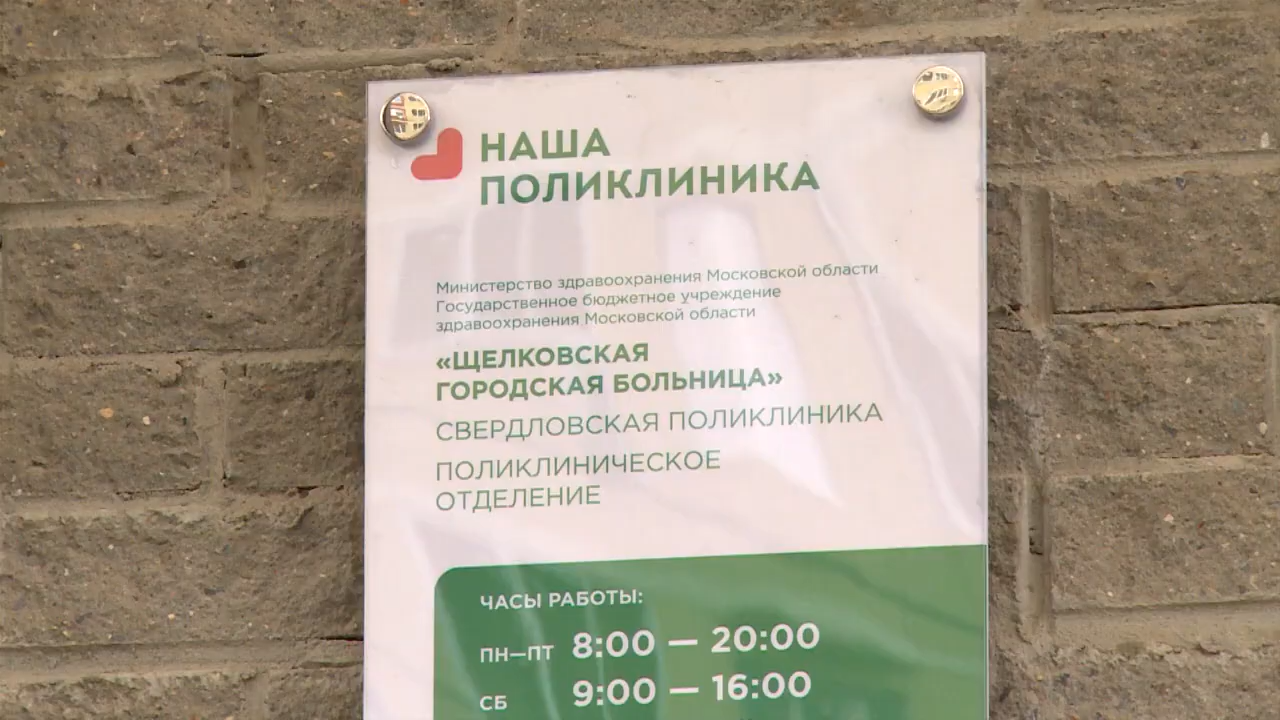 НАША
ПОЛИКЛИНИКА
Министерство здравоохранения Московской области
Государственное бюджетное учреждение
здравоохранения Московской области
«ЩЕЛКОВСКАЯ
ГОРОДСКАЯ БОЛЬНИЦА»
СВЕРДЛОВСКАЯ ПОЛИКЛИНИКА
ПОЛИКЛИНИЧЕСКОЕ
ОТДЕЛЕНИЕ
ЧАСЫ РАБОТЫ:
ПН—ПТ 8:00 — 20:00
СБ 9:00 — 16:00